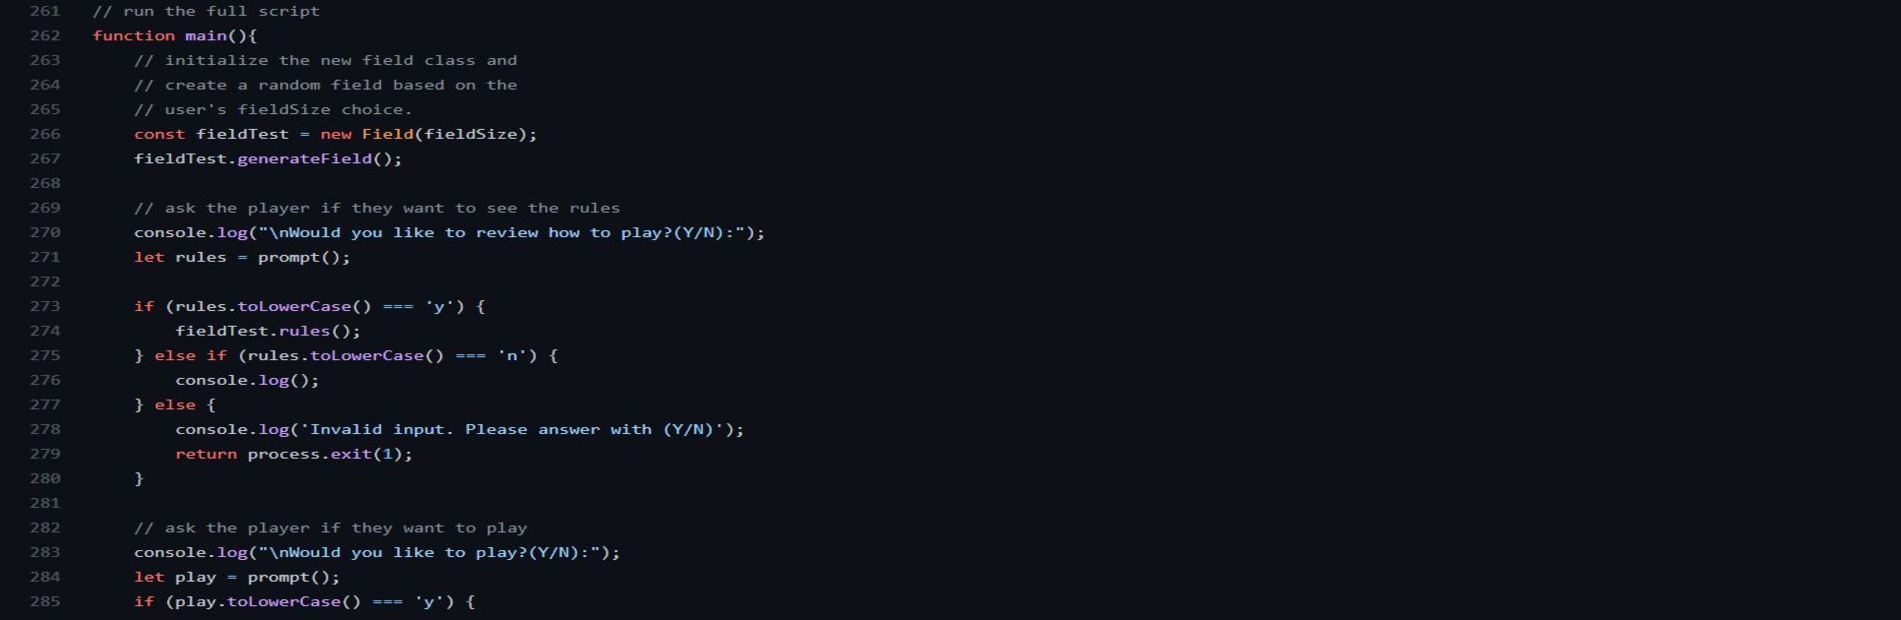 261 // run the full script
262 function main(){
263     // initialize the new field class and
264     // create a random field based on the
265     // user's fieldSize choice.
266     const fieldTest = new Field(fieldSize);
267     fieldTest.generateField();
268
269     // ask the player if they want to see the rules
270     console.log("\nWould you like to review how to play?(Y/N):");
271     let rules = prompt();
272
273     if (rules.toLowerCase() === 'y') {
274         fieldTest.rules();
275     } else if (rules.toLowerCase() === 'n') {
276         console.log();
277     } else {
278         console.log('Invalid input. Please answer with (Y/N)');
279         return process.exit(1);
280     }
281
282     // ask the player if they want to play
283     console.log("\nWould you like to play?(Y/N):");
284     let play = prompt();
285     if (play.toLowerCase() === 'y') {